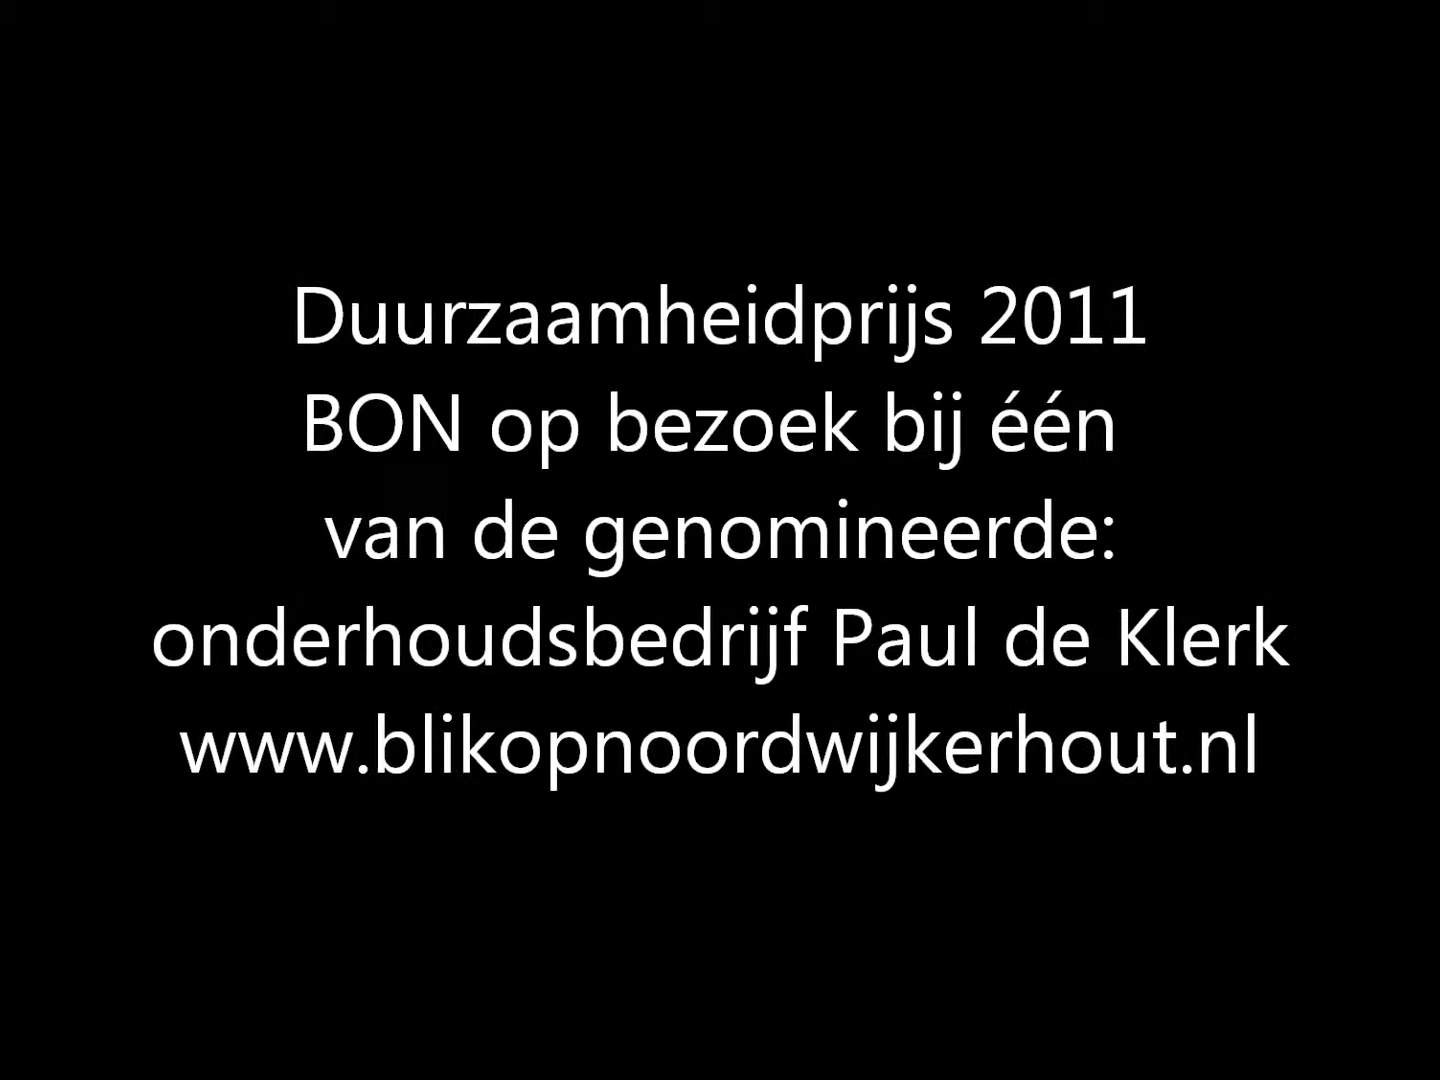 Duurzaamheidprijs 2011
BON op bezoek bij één
van de genomineerde:
onderhoudsbedrijf Paul de Klerk
www.blikopnoordwijkerhout.nl